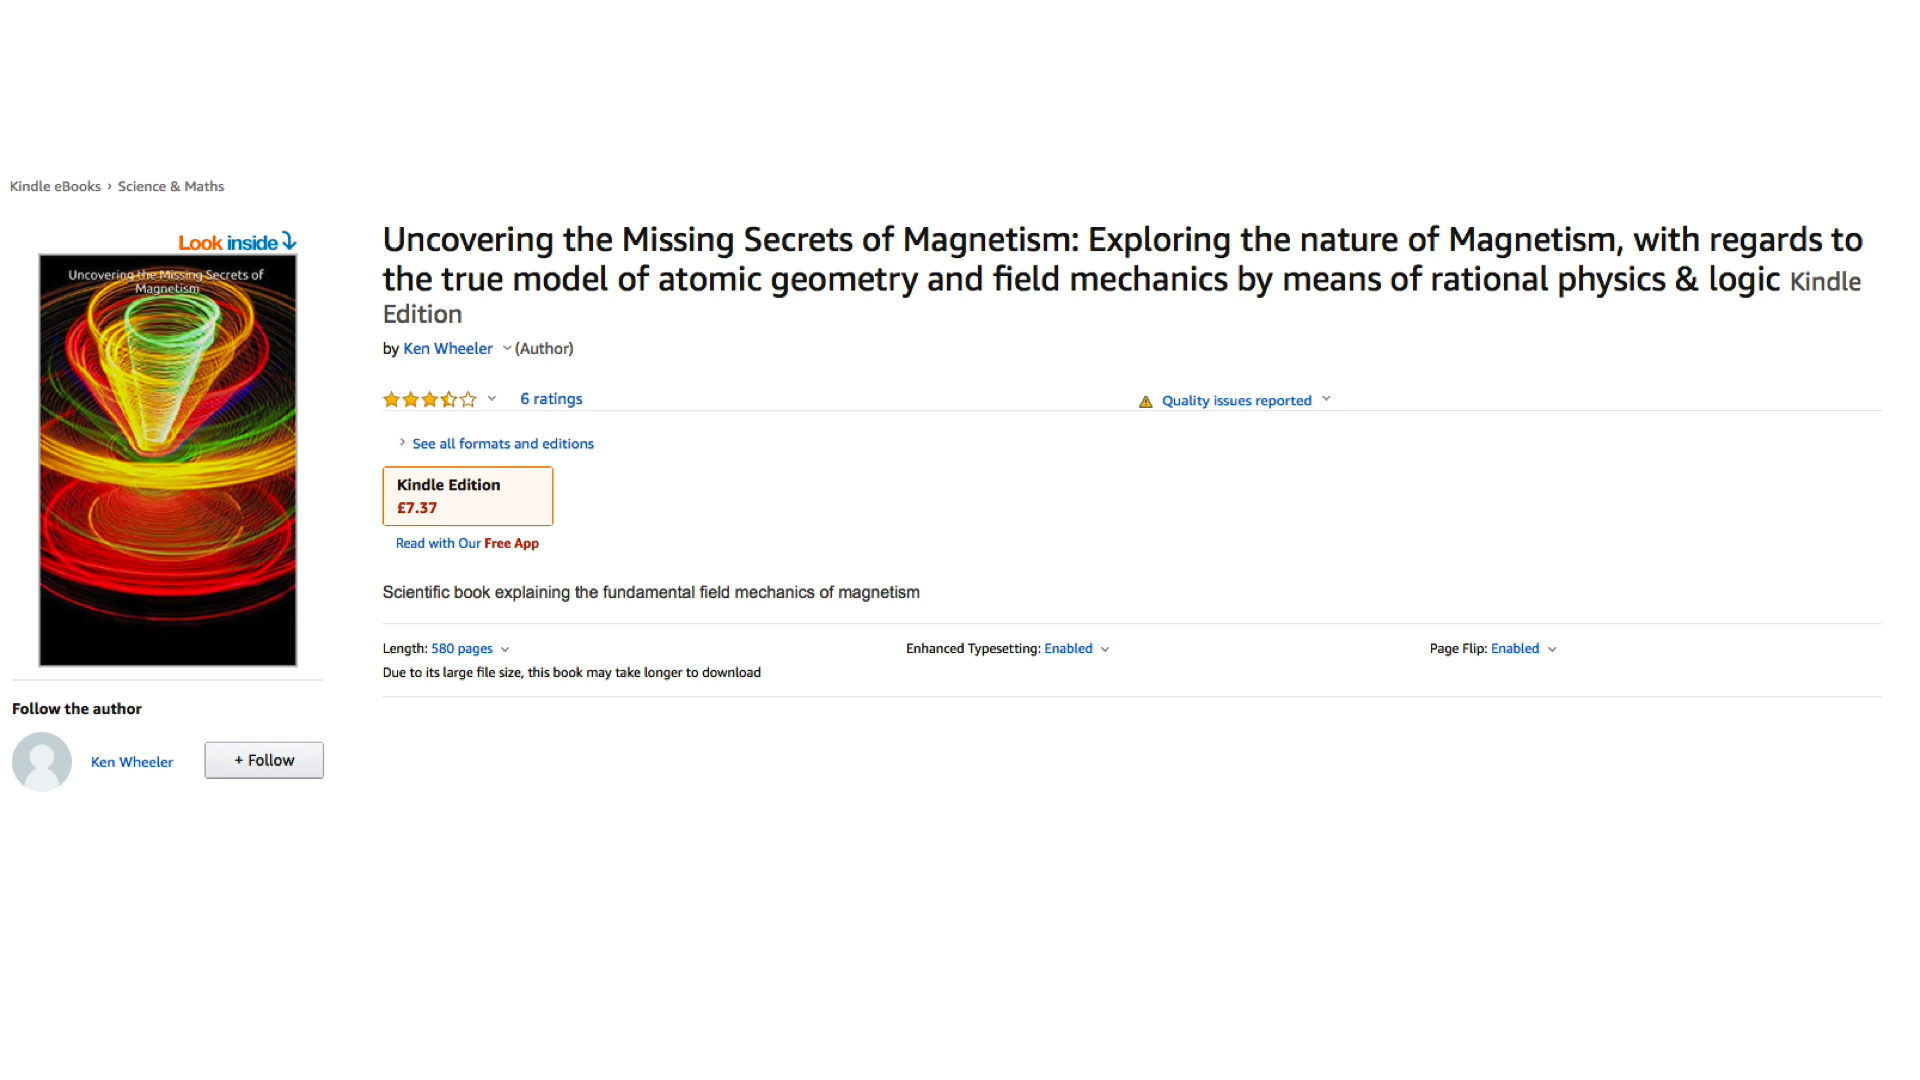 Kindle eBooks › Science & Maths
Look inside
Uncovering the Missing Secrets of
Magnetism
Uncovering the Missing Secrets of Magnetism: Exploring the nature of Magnetism, with regards to
the true model of atomic geometry and field mechanics by means of rational physics & logic Kindle
Edition
by Ken Wheeler (Author)
6 ratings
Quality issues reported
› See all formats and editions
Kindle Edition
£7.37
Read with Our Free App
Scientific book explaining the fundamental field mechanics of magnetism
Length: 580 pages
Enhanced Typesetting: Enabled
Page Flip: Enabled
Due to its large file size, this book may take longer to download
Follow the author
Ken Wheeler
+ Follow